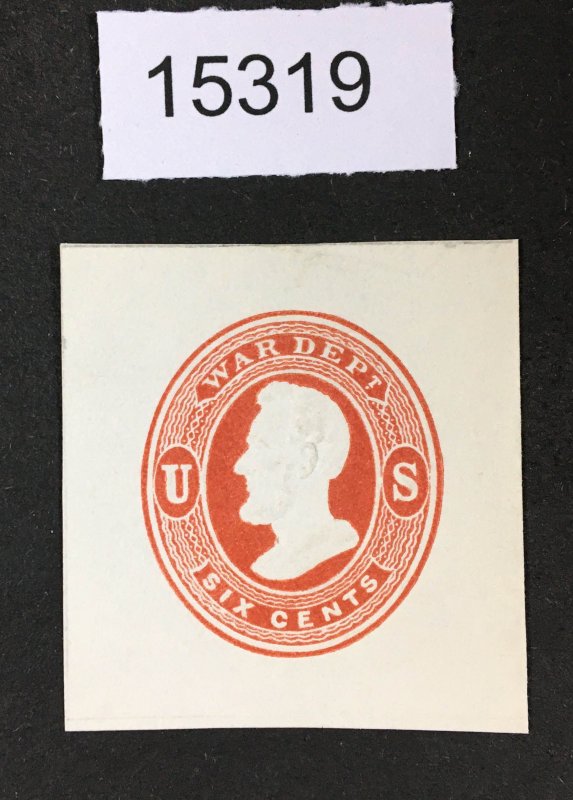 15319
WAR DEPT.
U S
SIX CENTS